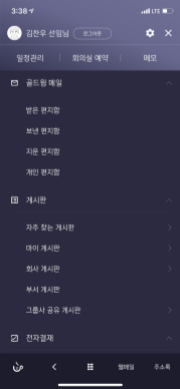 3:38
LTE
김찬우 선임님 로그아웃
일정관리 회의실 예약 메모
골드윙 메일
받은 편지함
보낸 편지함
지운 편지함
개인 편지함
게시판
자주 찾는 게시판
마이 게시판
회사 게시판
부서 게시판
그룹사 공유 게시판
전자결재
웹메일 주소록